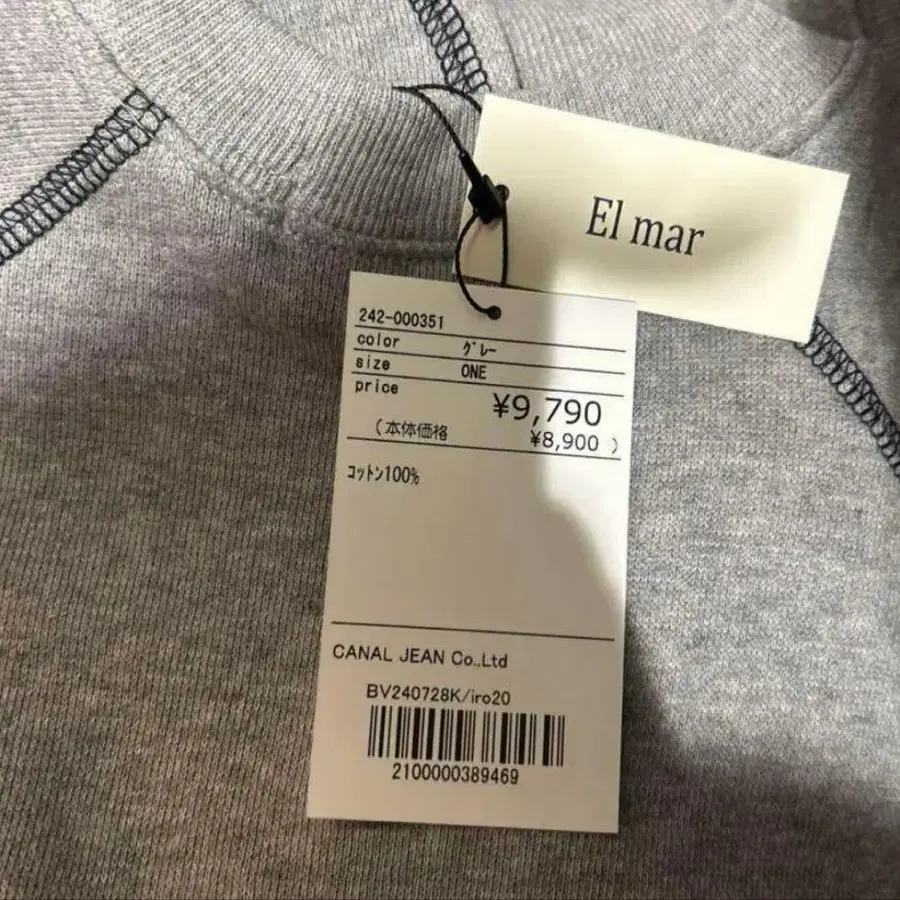 El mar
242-000351
color ｸﾞﾚｰ
size ONE
price
¥9,790
(本体価格 ¥8,900 )
ｺｯﾄﾝ100%
CANAL JEAN Co.,Ltd
BV240728K/iro20
2100000389469